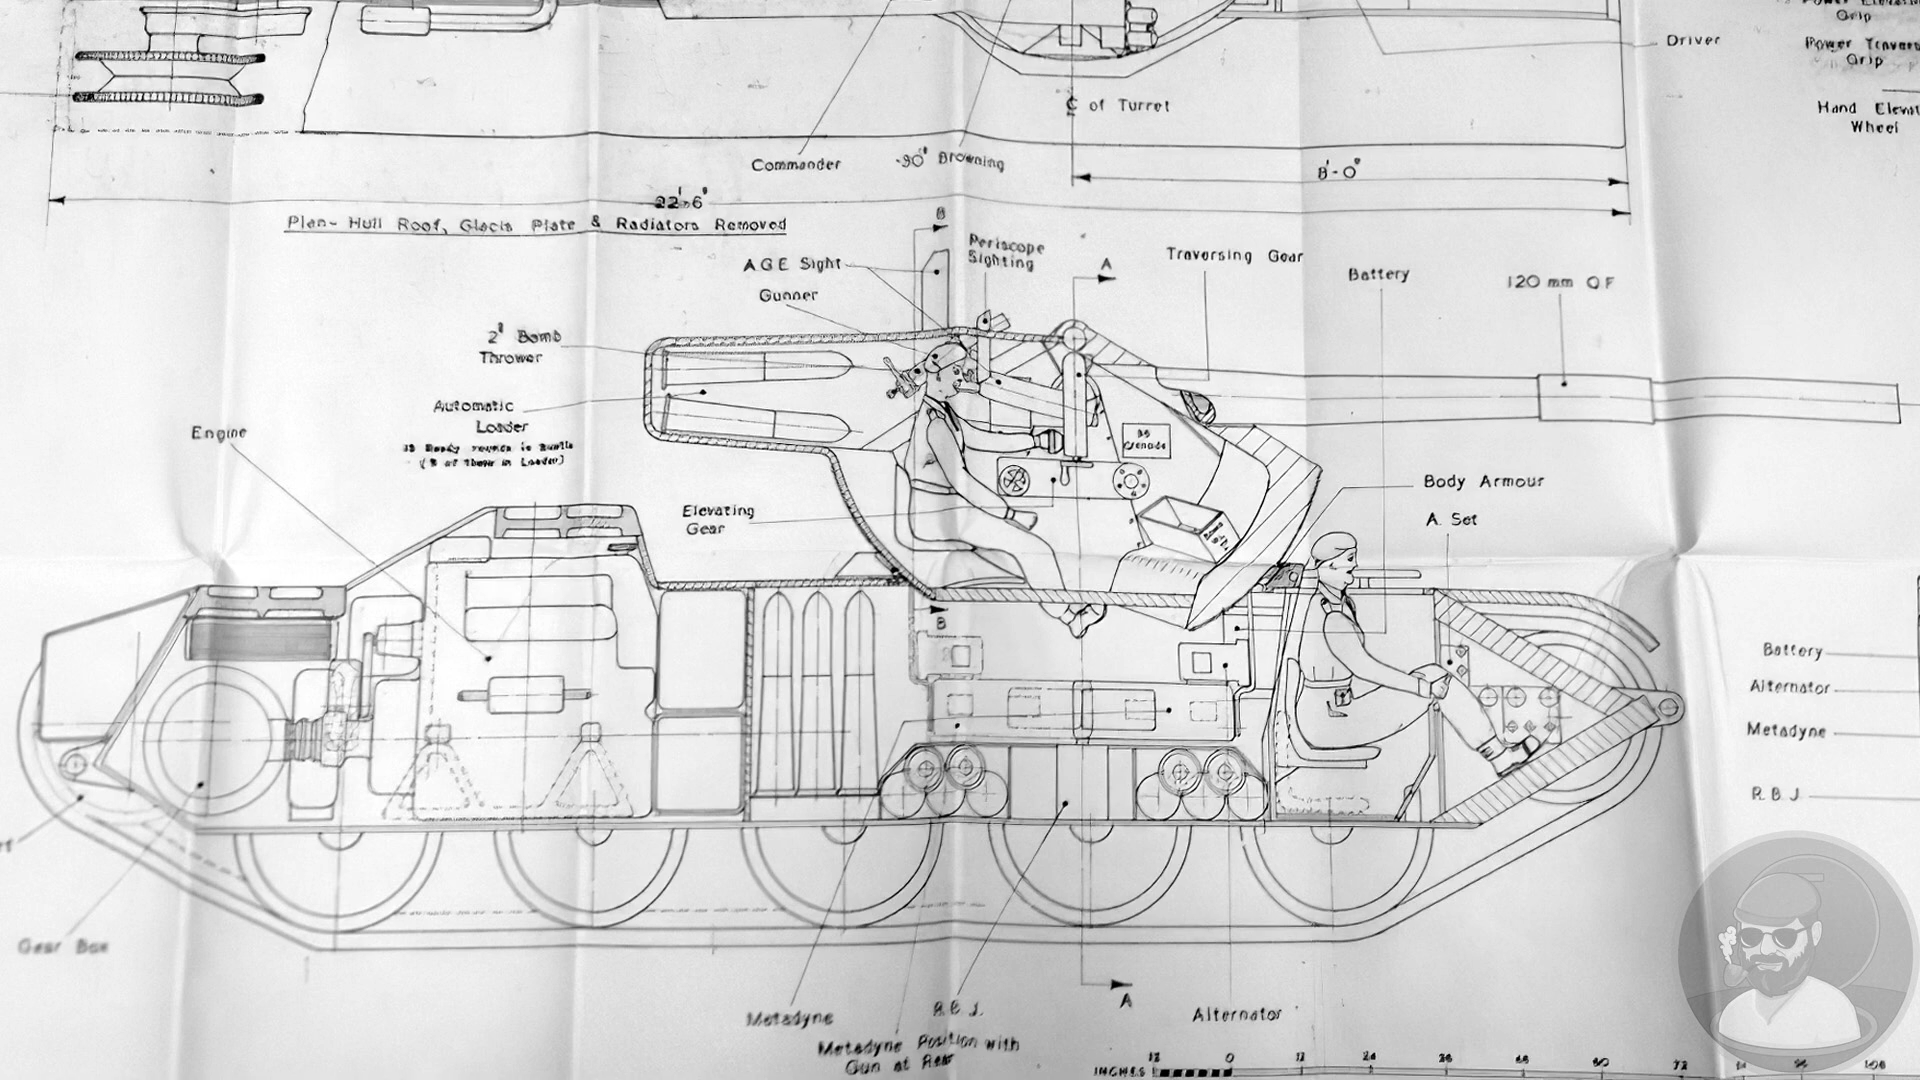 Grip
Driver
Power Travers
Grip
Hand Elevat
Wheel
℄ of Turret
Commander
.30" Browning
8'-0"
22'-6"
Plan- Hull Roof, Glacis Plate & Radiators Removed
B
AGE Sight
Periscope
Sighting
A
Traversing Gear
Battery
120 mm Q F
Gunner
2" Bomb
Thrower
Automatic
Loader
Engine
Elevating
Gear
Grenade
Body Armour
A. Set
B
Battery
Alternator
Metadyne
R.B.J.
Gear Box
Metadyne
R.B.J.
A
Alternator
Metadyne Position with
Gun at Rear
INCHES 12 0 12 24 36 48 60 72 84 96 108